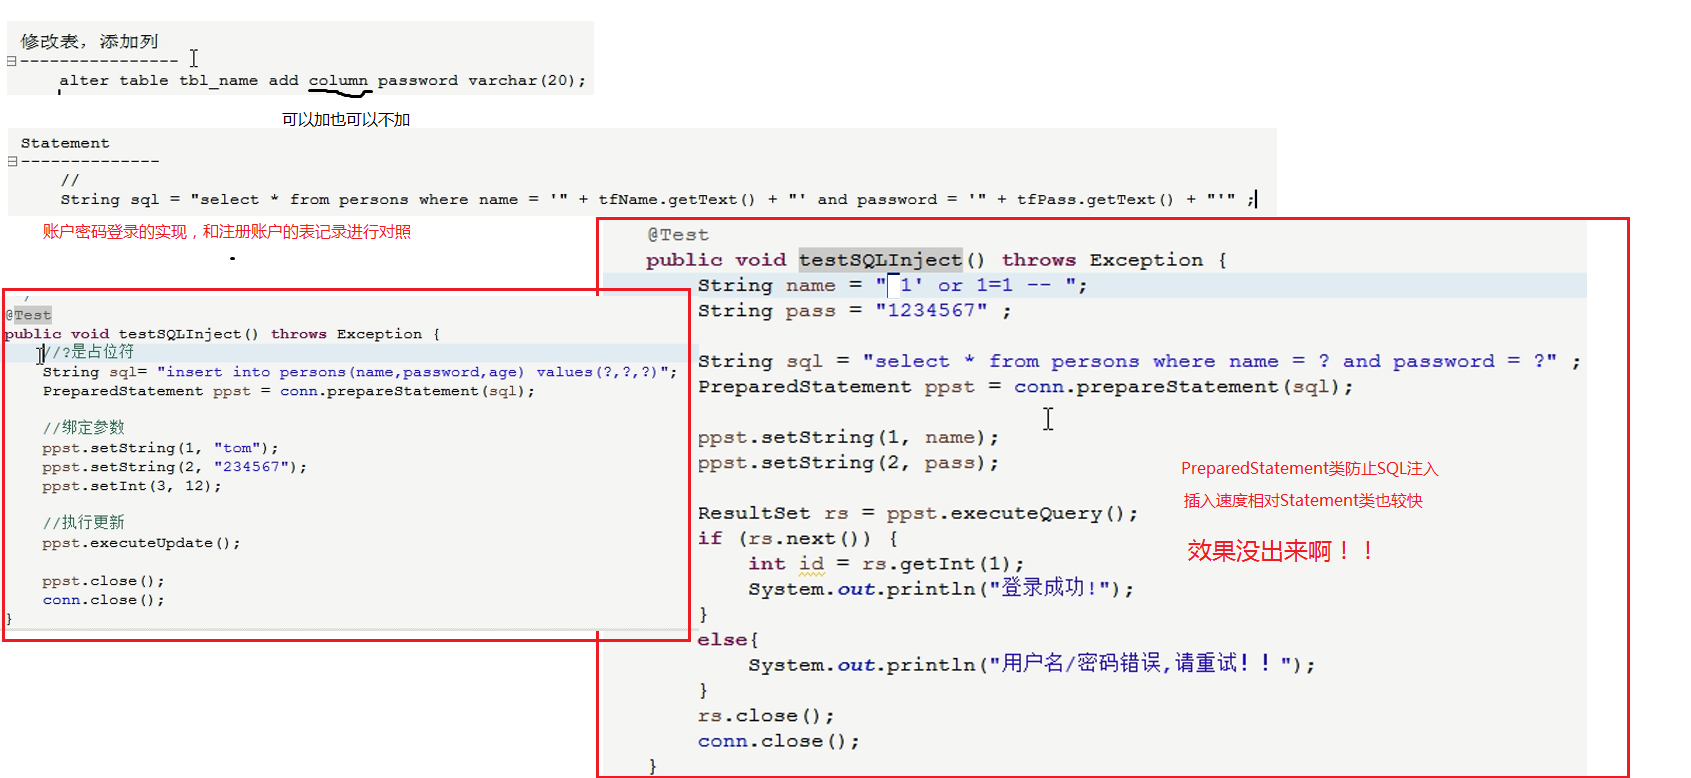 修改表，添加列
----------------
alter table tbl_name add column password varchar(20);
可以加也可以不加
Statement
--------------
//
String sql = "select * from persons where name = '" + tfName.getText() + "' and password = '" + tfPass.getText() + "'" ;
账户密码登录的实现，和注册账户的表记录进行对照
@Test
public void testSQLInject() throws Exception {
//?是占位符
String sql= "insert into persons(name,password,age) values(?,?,?)";
PreparedStatement ppst = conn.prepareStatement(sql);
//绑定参数
ppst.setString(1, "tom");
ppst.setString(2, "234567");
ppst.setInt(3, 12);
//执行更新
ppst.executeUpdate();
ppst.close();
conn.close();
}
@Test
public void testSQLInject() throws Exception {
String name = " 1' or 1=1 -- ";
String pass = "1234567" ;
String sql = "select * from persons where name = ? and password = ?" ;
PreparedStatement ppst = conn.prepareStatement(sql);
ppst.setString(1, name);
ppst.setString(2, pass);
ResultSet rs = ppst.executeQuery();
if (rs.next()) {
int id = rs.getInt(1);
System.out.println("登录成功!");
}
else{
System.out.println("用户名/密码错误,请重试！！");
}
rs.close();
conn.close();
}
PreparedStatement类防止SQL注入
插入速度相对Statement类也较快
效果没出来啊！！